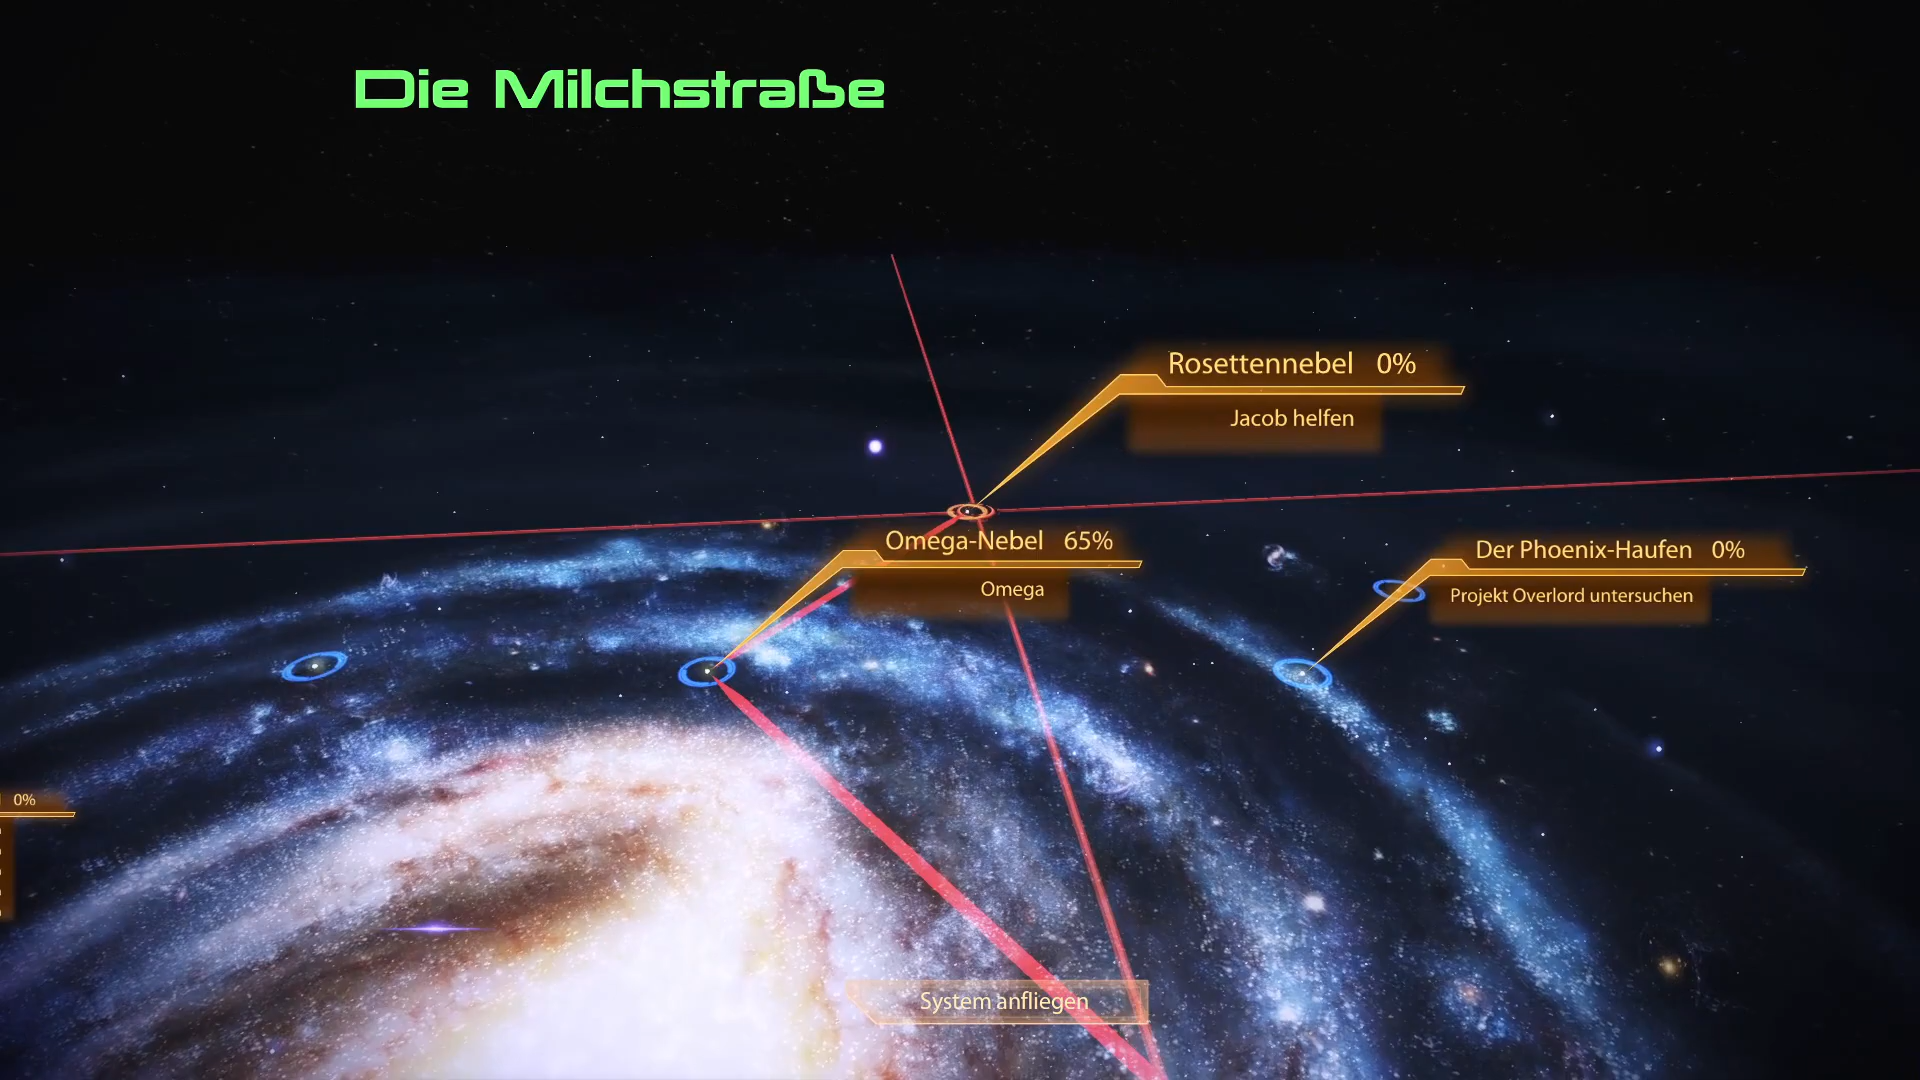 Die Milchstraße
Rosettennebel 0%
Jacob helfen
Omega-Nebel 65%
Omega
Der Phoenix-Haufen 0%
Projekt Overlord untersuchen
0%
System anfliegen